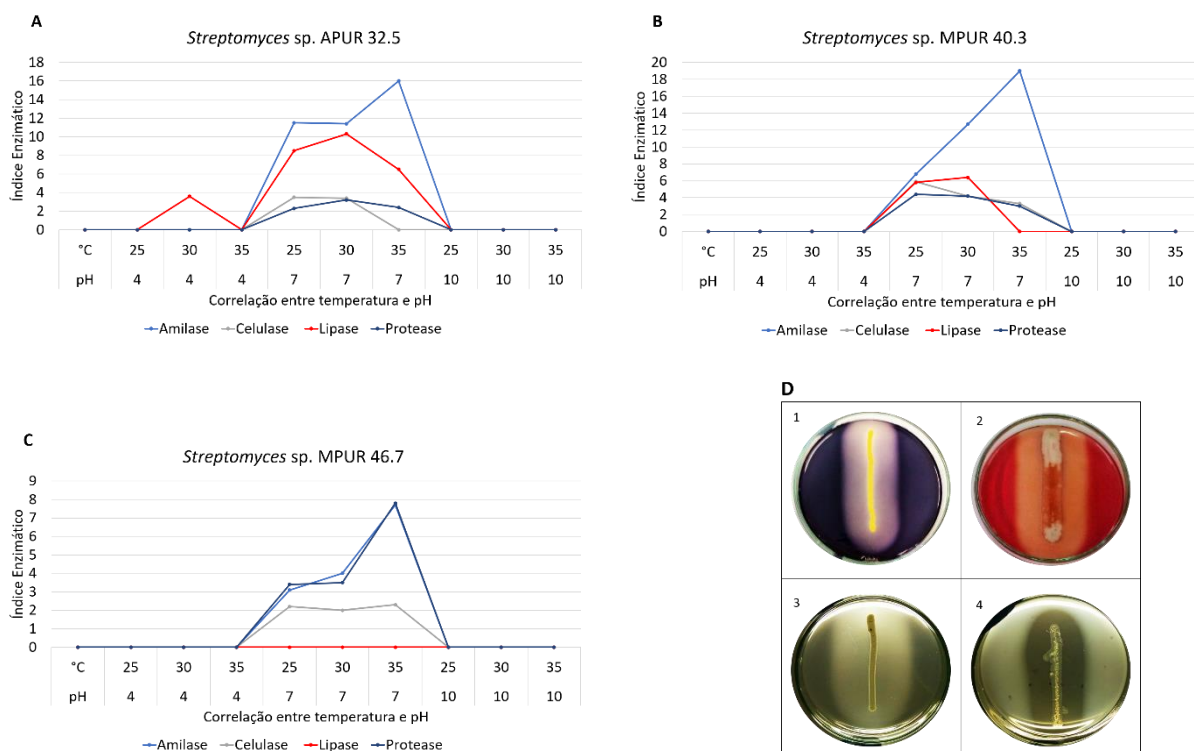 A
Streptomyces sp. APUR 32.5
Índice Enzimático
18
16
14
12
10
8
6
4
2
0
°C 25 30 35 25 30 35 25 30 35
pH 4 4 4 7 7 7 10 10 10
Correlação entre temperatura e pH
Amilase Celulase Lipase Protease
B
Streptomyces sp. MPUR 40.3
Índice Enzimático
20
18
16
14
12
10
8
6
4
2
0
°C 25 30 35 25 30 35 25 30 35
pH 4 4 4 7 7 7 10 10 10
Correlação entre temperatura e pH
Amilase Celulase Lipase Protease
C
Streptomyces sp. MPUR 46.7
Índice Enzimático
9
8
7
6
5
4
3
2
1
0
°C 25 30 35 25 30 35 25 30 35
pH 4 4 4 7 7 7 10 10 10
Correlação entre temperatura e pH
Amilase Celulase Lipase Protease
D
1
2
3
4